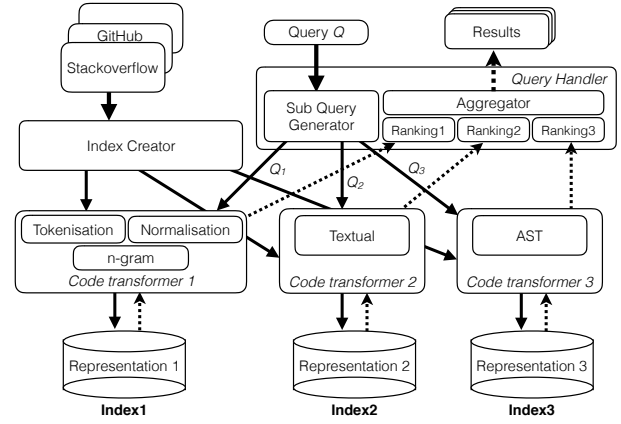 GitHub
Stackoverflow
Query Q
Results
Query Handler
Sub Query
Generator
Aggregator
Ranking1
Ranking2
Ranking3
Index Creator
Q1
Q2
Q3
Tokenisation
Normalisation
n-gram
Code transformer 1
Textual
Code transformer 2
AST
Code transformer 3
Representation 1
Representation 2
Representation 3
Index1
Index2
Index3